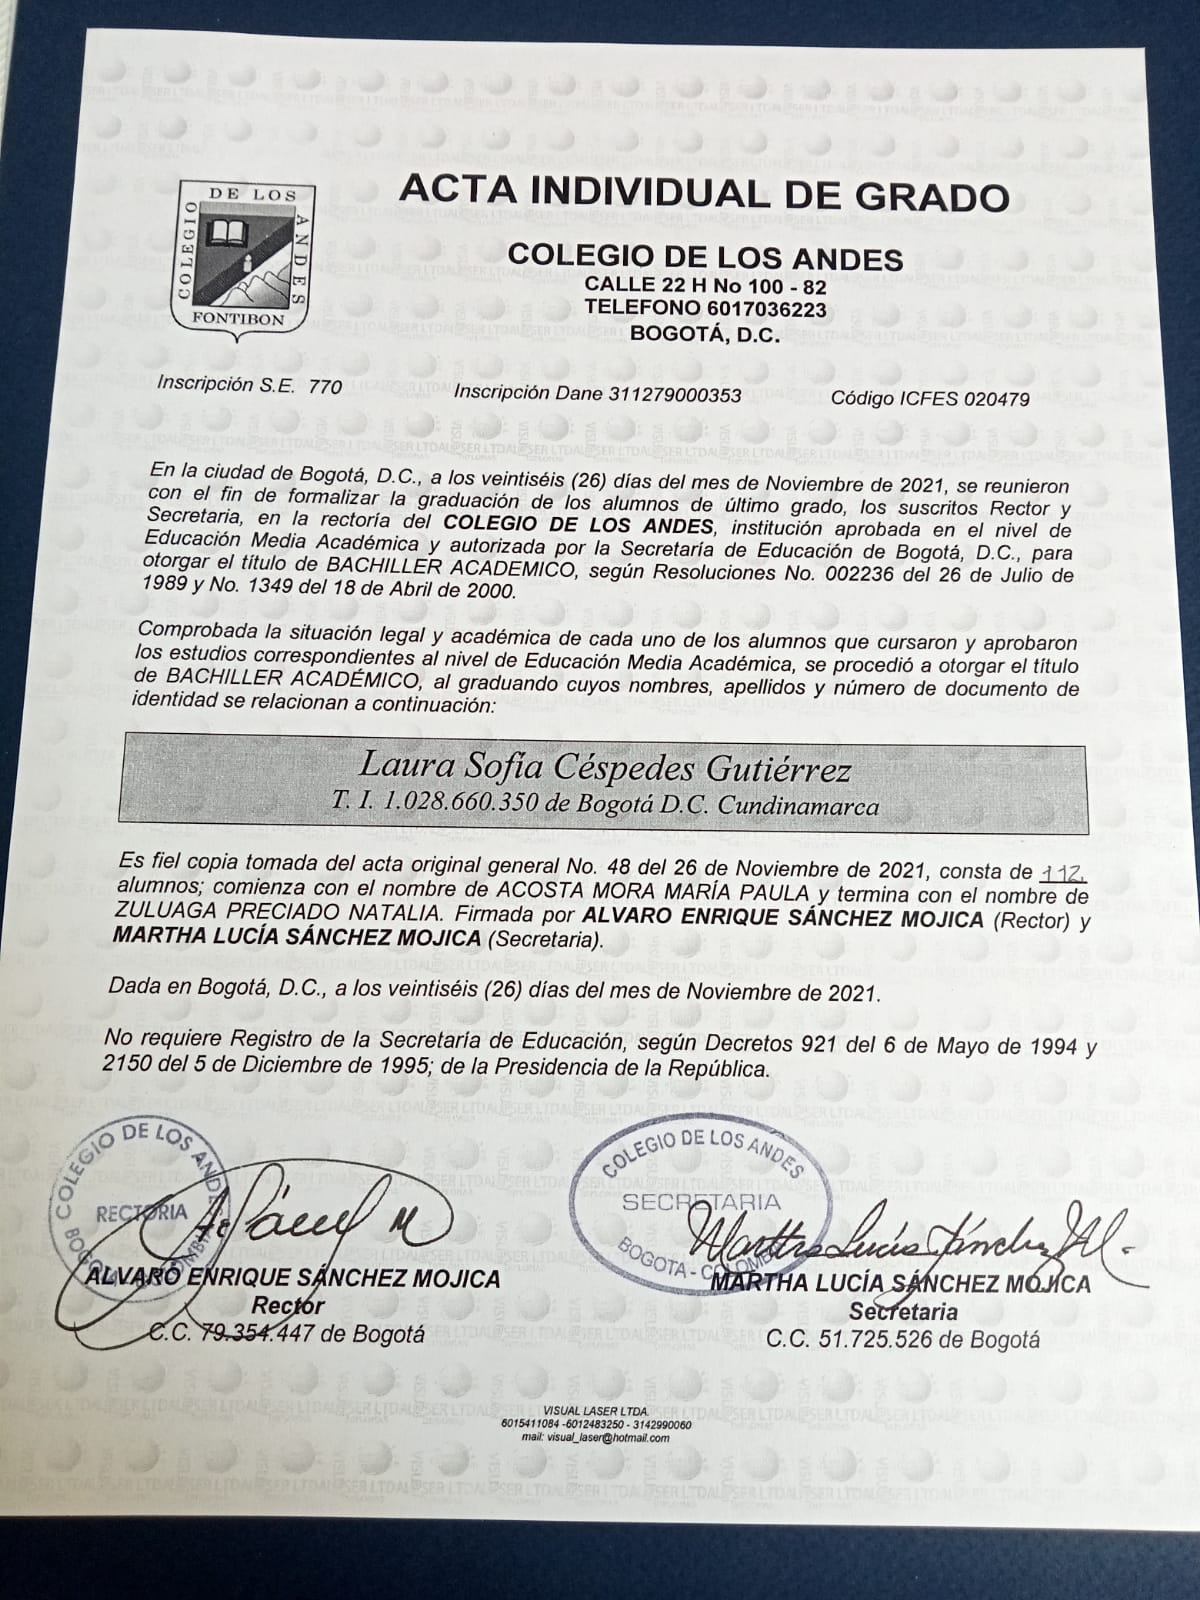 ACTA INDIVIDUAL DE GRADO
COLEGIO DE LOS ANDES
FONTIBON
COLEGIO DE LOS ANDES
CALLE 22 H No 100 - 82
TELEFONO 6017036223
BOGOTÁ, D.C.
Inscripción S.E. 770
Inscripción Dane 311279000353
Código ICFES 020479
En la ciudad de Bogotá, D.C., a los veintiséis (26) días del mes de Noviembre de 2021, se reunieron
con el fin de formalizar la graduación de los alumnos de último grado, los suscritos Rector y
Secretaria, en la rectoría del COLEGIO DE LOS ANDES, institución aprobada en el nivel de
Educación Media Académica y autorizada por la Secretaría de Educación de Bogotá, D.C., para
otorgar el título de BACHILLER ACADEMICO, según Resoluciones No. 002236 del 26 de Julio de
1989 y No. 1349 del 18 de Abril de 2000.
Comprobada la situación legal y académica de cada uno de los alumnos que cursaron y aprobaron
los estudios correspondientes al nivel de Educación Media Académica, se procedió a otorgar el título
de BACHILLER ACADÉMICO, al graduando cuyos nombres, apellidos y número de documento de
identidad se relacionan a continuación:
Laura Sofía Céspedes Gutiérrez
T. I. 1.028.660.350 de Bogotá D.C. Cundinamarca
Es fiel copia tomada del acta original general No. 48 del 26 de Noviembre de 2021, consta de 112
alumnos; comienza con el nombre de ACOSTA MORA MARÍA PAULA y termina con el nombre de
ZULUAGA PRECIADO NATALIA. Firmada por ALVARO ENRIQUE SÁNCHEZ MOJICA (Rector) y
MARTHA LUCÍA SÁNCHEZ MOJICA (Secretaria).
Dada en Bogotá, D.C., a los veintiséis (26) días del mes de Noviembre de 2021.
No requiere Registro de la Secretaría de Educación, según Decretos 921 del 6 de Mayo de 1994 y
2150 del 5 de Diciembre de 1995; de la Presidencia de la República.
COLEGIO DE LOS ANDES
RECTORIA
COLEGIO DE LOS ANDES
SECRETARIA
BOGOTA - COLOMBIA
ALVARO ENRIQUE SÁNCHEZ MOJICA
Rector
C.C. 79.354.447 de Bogotá
MARTHA LUCÍA SÁNCHEZ MOJICA
Secretaria
C.C. 51.725.526 de Bogotá
VISUAL LASER LTDA.
6015411084 -6012483250 - 3142990060
mail: visual_laser@hotmail.com